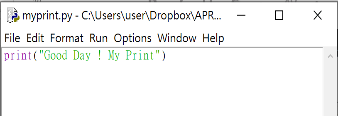 myprint.py - C:\Users\user\Dropbox\APR...
File Edit Format Run Options Window Help
print("Good Day ! My Print")